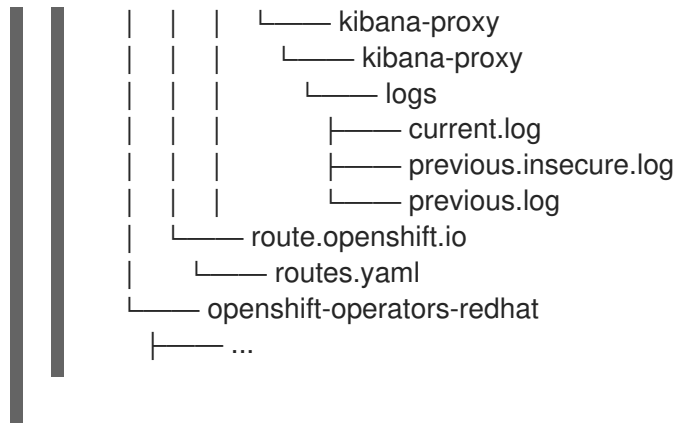 │ │ │ └── kibana-proxy
│ │ │ └── kibana-proxy
│ │ │ └── logs
│ │ │ ├── current.log
│ │ │ ├── previous.insecure.log
│ │ │ └── previous.log
│ └── route.openshift.io
│ └── routes.yaml
└── openshift-operators-redhat
├── ...